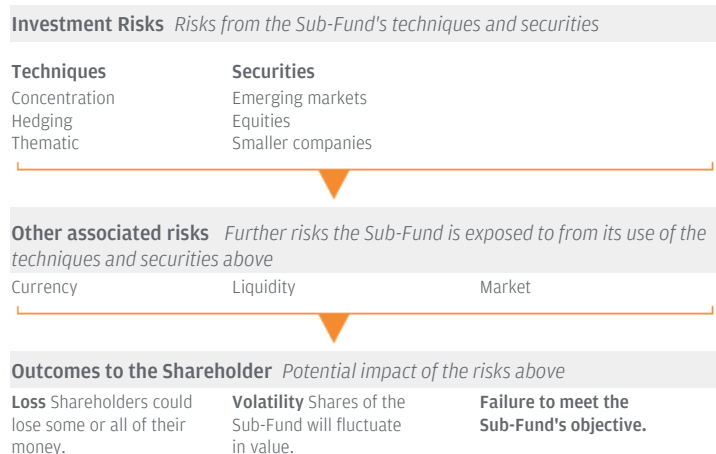 Investment Risks Risks from the Sub-Fund's techniques and securities
Techniques
Concentration
Hedging
Thematic
Securities
Emerging markets
Equities
Smaller companies
Other associated risks Further risks the Sub-Fund is exposed to from its use of the
techniques and securities above
Currency Liquidity Market
Outcomes to the Shareholder Potential impact of the risks above
Loss Shareholders could
lose some or all of their
money.
Volatility Shares of the
Sub-Fund will fluctuate
in value.
Failure to meet the
Sub-Fund's objective.